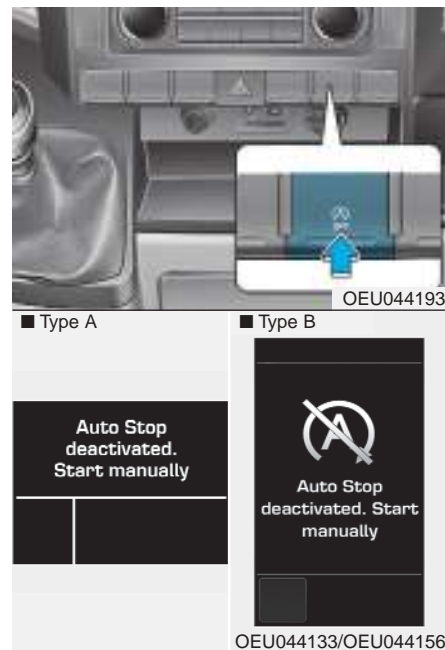 OEU044193
■ Type A
■ Type B
Auto Stop
deactivated.
Start manually
A
Auto Stop
deactivated. Start
manually
OEU044133/OEU044156